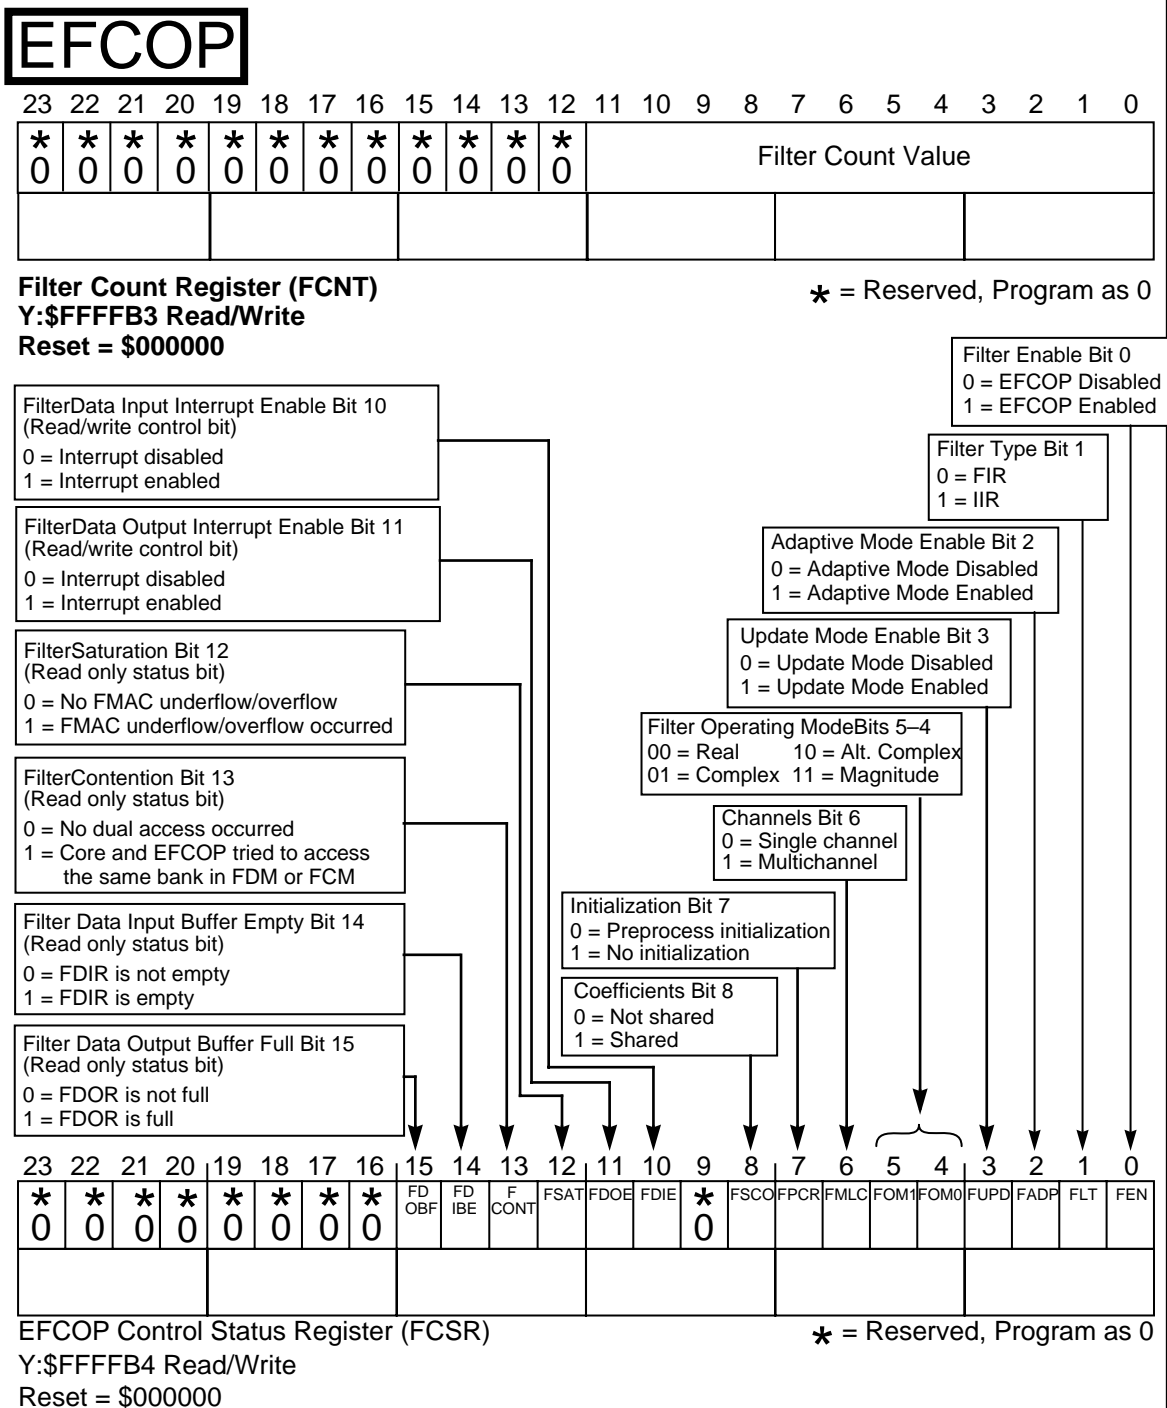 EFCOP
23 22 21 20 19 18 17 16 15 14 13 12 11 10 9 8 7 6 5 4 3 2 1 0
* * * * * * * * * * * * Filter Count Value
0 0 0 0 0 0 0 0 0 0 0 0
Filter Count Register (FCNT)
Y:$FFFFB3 Read/Write
Reset = $000000
* = Reserved, Program as 0
Filter Enable Bit 0
0 = EFCOP Disabled
1 = EFCOP Enabled
FilterData Input Interrupt Enable Bit 10
(Read/write control bit)
0 = Interrupt disabled
1 = Interrupt enabled
Filter Type Bit 1
0 = FIR
1 = IIR
FilterData Output Interrupt Enable Bit 11
(Read/write control bit)
0 = Interrupt disabled
1 = Interrupt enabled
Adaptive Mode Enable Bit 2
0 = Adaptive Mode Disabled
1 = Adaptive Mode Enabled
FilterSaturation Bit 12
(Read only status bit)
0 = No FMAC underflow/overflow
1 = FMAC underflow/overflow occurred
Update Mode Enable Bit 3
0 = Update Mode Disabled
1 = Update Mode Enabled
Filter Operating ModeBits 5–4
00 = Real 10 = Alt. Complex
01 = Complex 11 = Magnitude
FilterContention Bit 13
(Read only status bit)
0 = No dual access occurred
1 = Core and EFCOP tried to access
the same bank in FDM or FCM
Channels Bit 6
0 = Single channel
1 = Multichannel
Filter Data Input Buffer Empty Bit 14
(Read only status bit)
0 = FDIR is not empty
1 = FDIR is empty
Initialization Bit 7
0 = Preprocess initialization
1 = No initialization
Coefficients Bit 8
0 = Not shared
1 = Shared
Filter Data Output Buffer Full Bit 15
(Read only status bit)
0 = FDOR is not full
1 = FDOR is full
23 22 21 20 19 18 17 16 15 14 13 12 11 10 9 8 7 6 5 4 3 2 1 0
* * * * * * * * FD OBF FD IBE F CONT FSAT FDOE FDIE * FSCO FPCR FMLC FOM1 FOM0 FUPD FADP FLT FEN
0 0 0 0 0 0 0 0 0
EFCOP Control Status Register (FCSR)
Y:$FFFFB4 Read/Write
Reset = $000000
* = Reserved, Program as 0